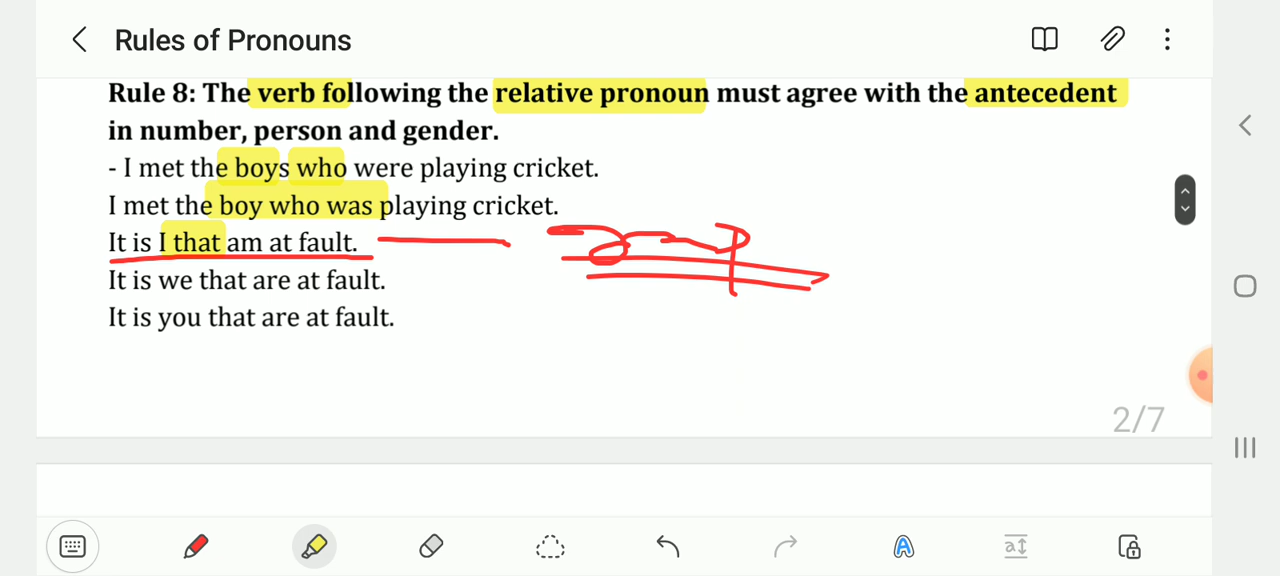 Rules of Pronouns
Rule 8: The verb following the relative pronoun must agree with the antecedent
in number, person and gender.
- I met the boys who were playing cricket.
I met the boy who was playing cricket.
It is I that am at fault.
It is we that are at fault.
It is you that are at fault.
2/7